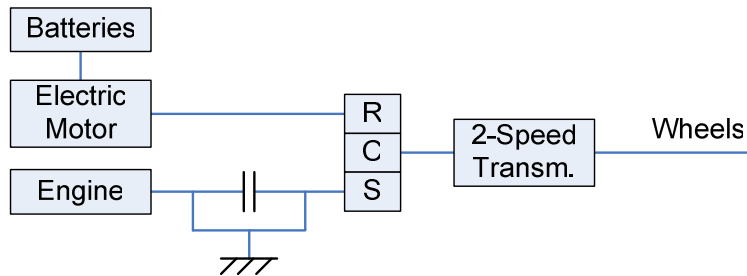 Batteries
Electric
Motor
R
C
S
2-Speed
Transm.
Wheels
Engine